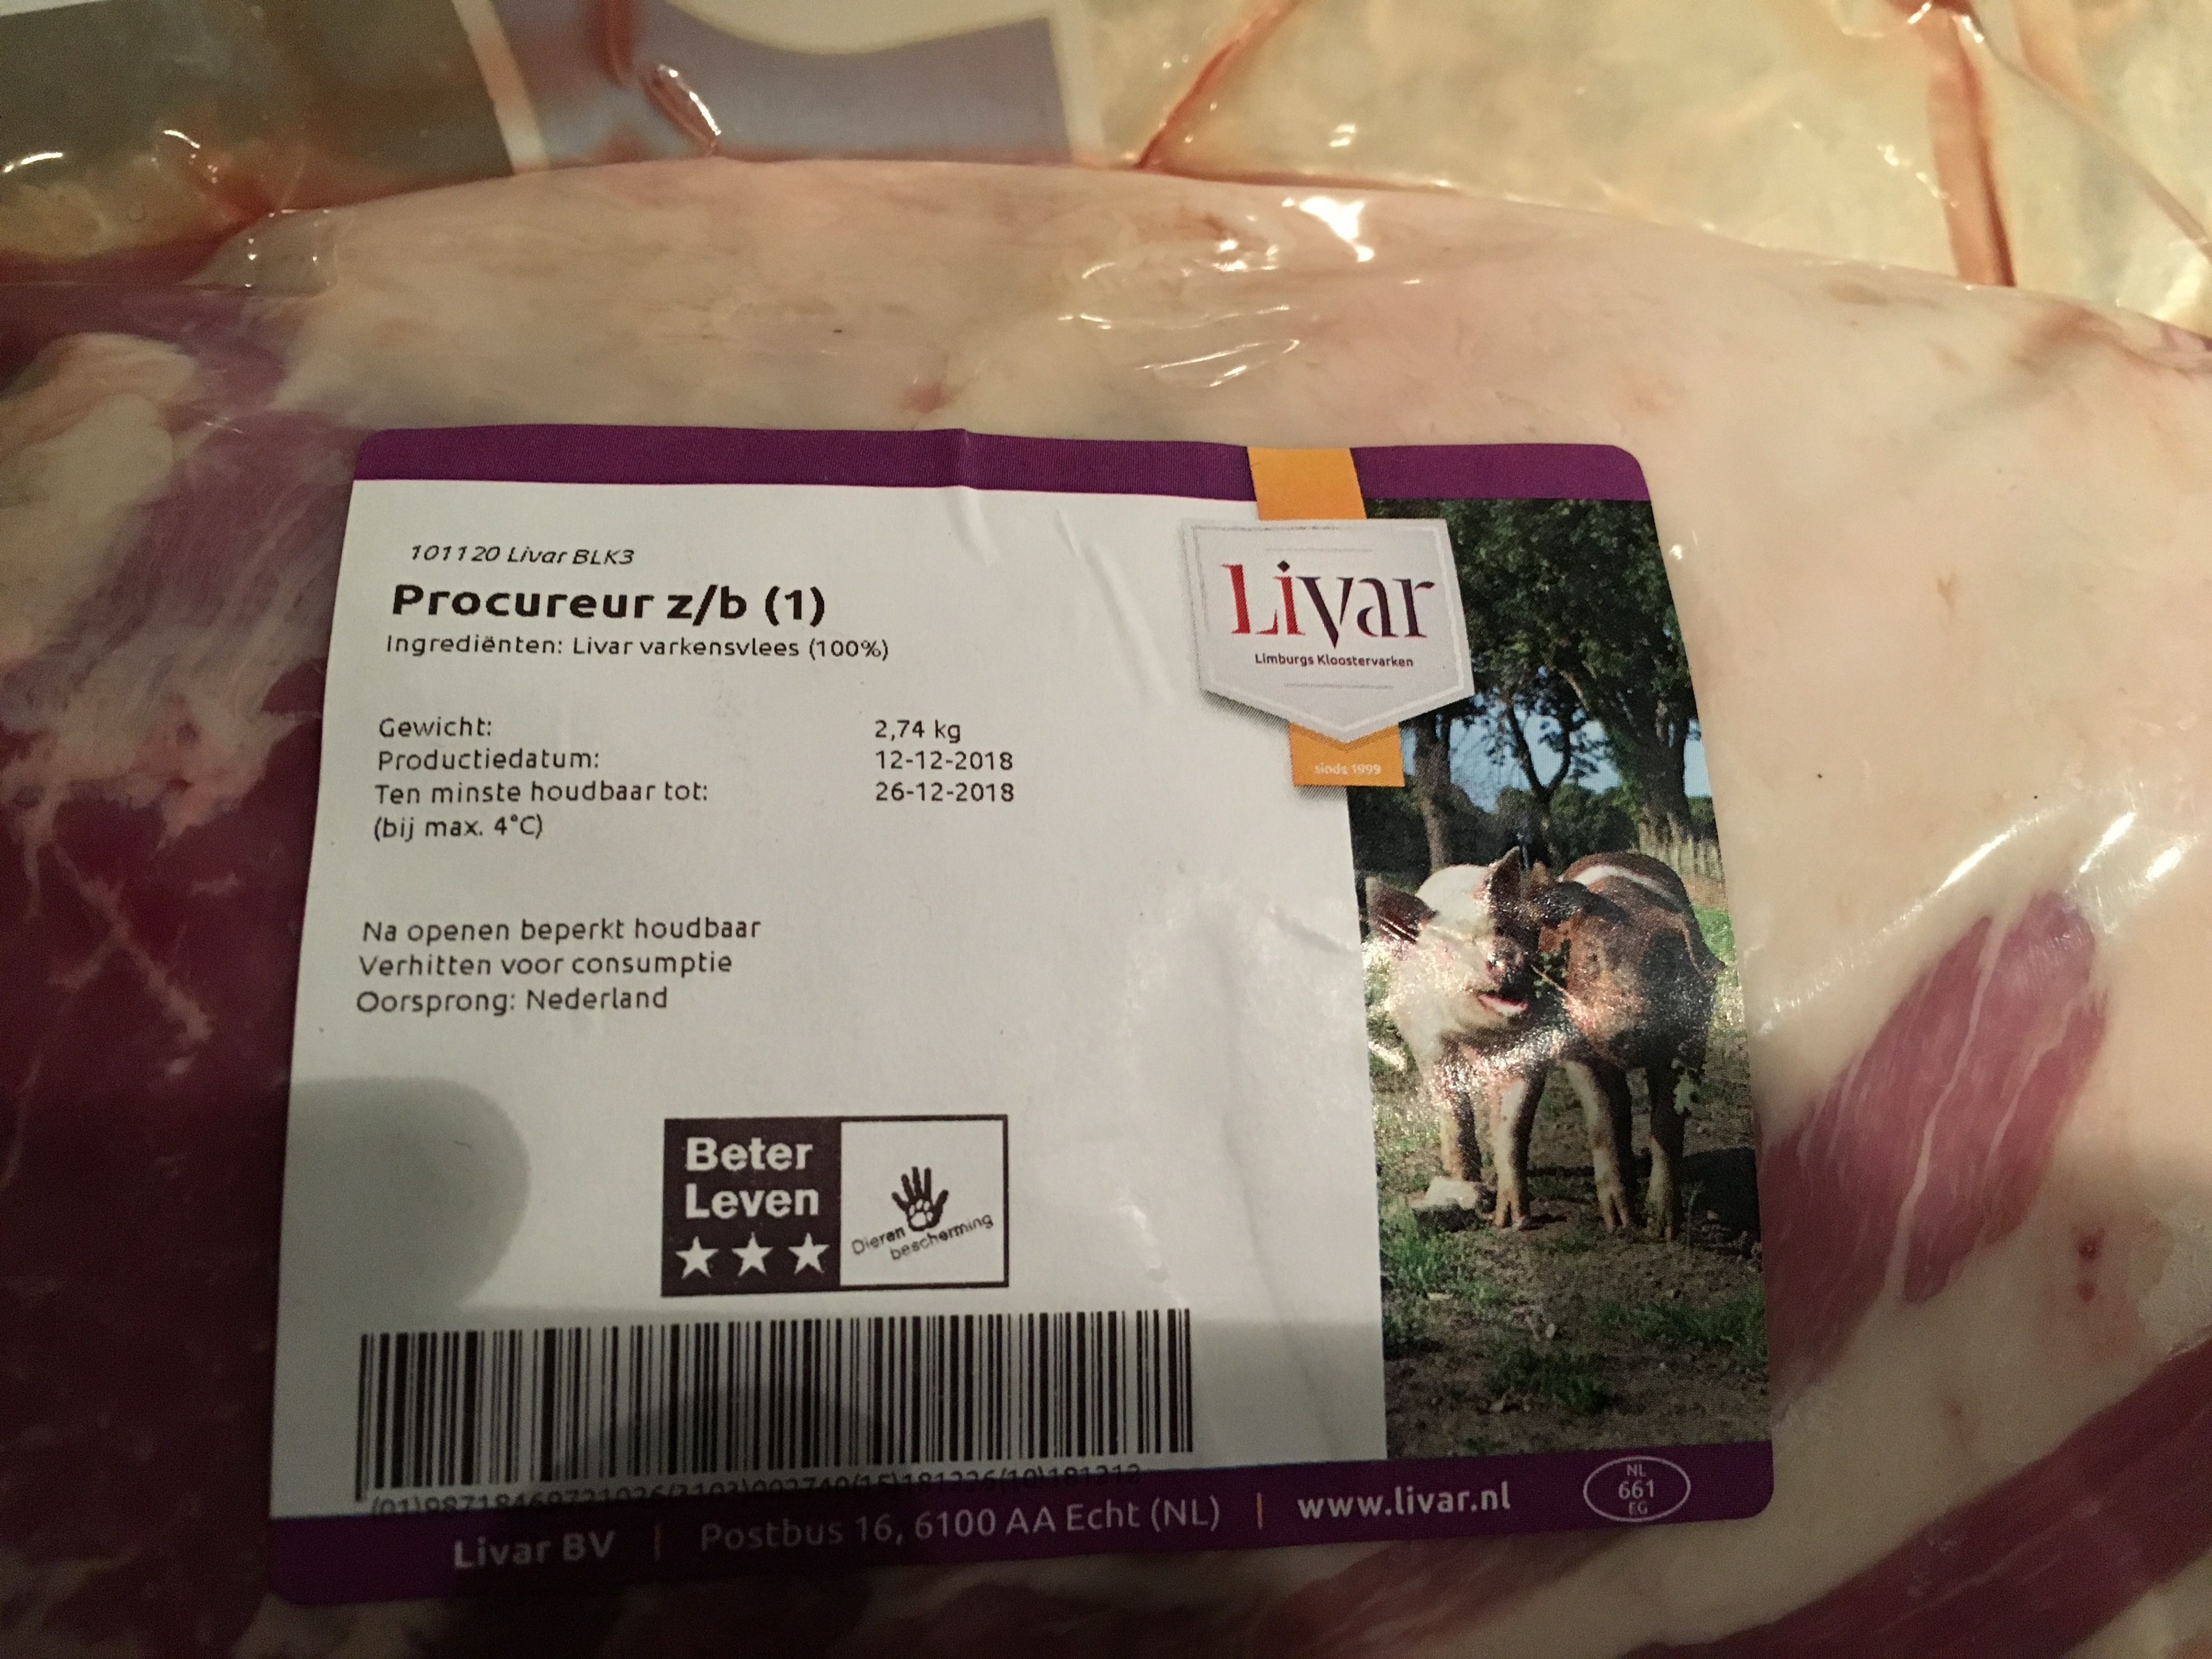 101120 Livar BLK3
Procureur z/b (1)
Ingrediënten: Livar varkensvlees (100%)
Gewicht: 2,74 kg
Productiedatum: 12-12-2018
Ten minste houdbaar tot: 26-12-2018
(bij max. 4°C)
Na openen beperkt houdbaar
Verhitten voor consumptie
Oorsprong: Nederland
Livar
Limburgs Kloostervarken
sinds 1999
Beter
Leven
Dieren
bescherming
Livar BV | Postbus 16, 6100 AA Echt (NL) | www.livar.nl
NL
661
EG